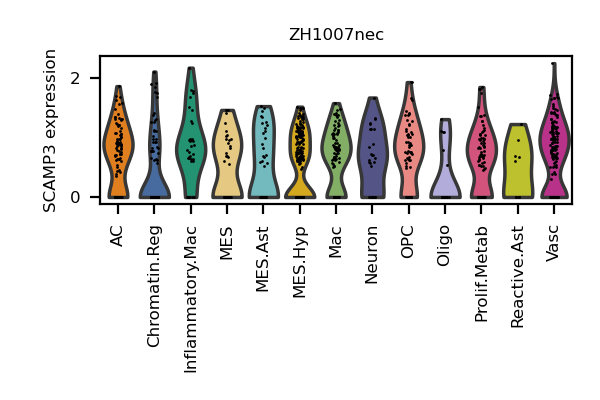 ZH1007nec
SCAMP3 expression
2
0
AC
Chromatin.Reg
Inflammatory.Mac
MES
MES.Ast
MES.Hyp
Mac
Neuron
OPC
Oligo
Prolif.Metab
Reactive.Ast
Vasc